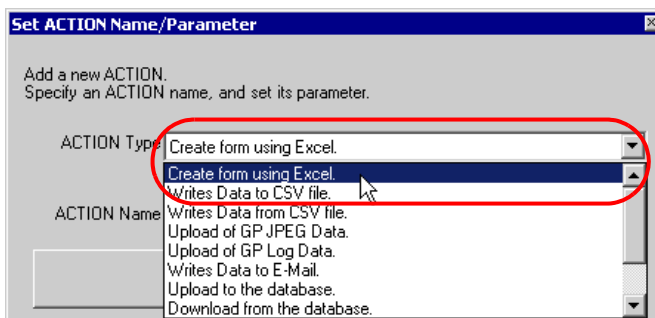 Set ACTION Name/Parameter
Add a new ACTION.
Specify an ACTION name, and set its parameter.
ACTION Type Create form using Excel.
Create form using Excel.
Writes Data to CSV file.
ACTION Name Writes Data from CSV file.
Upload of GP JPEG Data.
Upload of GP Log Data.
Writes Data to E-Mail.
Upload to the database.
Download from the database.